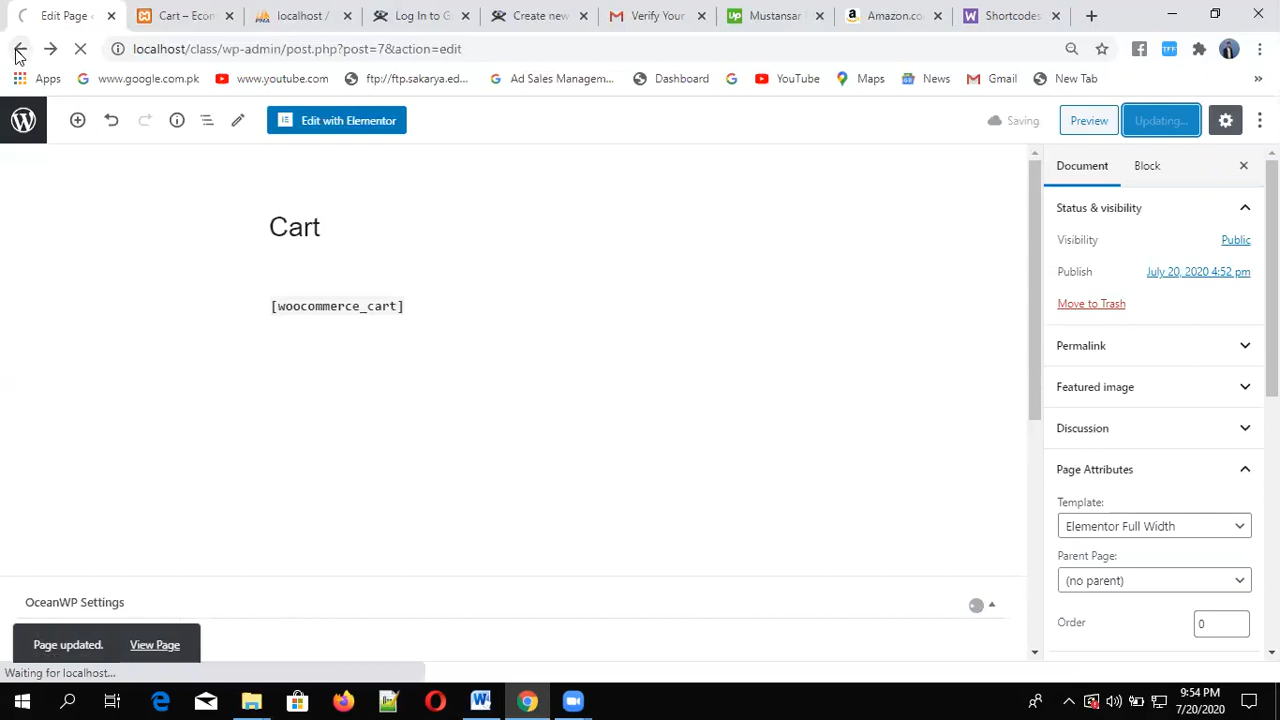 Edit Page
Cart – Econ
localhost /
Log In to G
Create new
Verify Your
Mustansar
Amazon.co
Shortcodes
localhost/class/wp-admin/post.php?post=7&action=edit
Apps
www.google.com.pk
www.youtube.com
ftp://ftp.sakarya.ed...
Ad Sales Managem...
Dashboard
YouTube
Maps
News
Gmail
New Tab
»
Edit with Elementor
Saving
Preview
Updating...
Document
Block
Cart
[woocommerce_cart]
Status & visibility
Visibility
Public
Publish
July 20, 2020 4:52 pm
Move to Trash
Permalink
Featured image
Discussion
Page Attributes
Template:
Elementor Full Width
Parent Page:
(no parent)
Order
0
OceanWP Settings
Page updated.
View Page
Waiting for localhost...
9:54 PM
7/20/2020